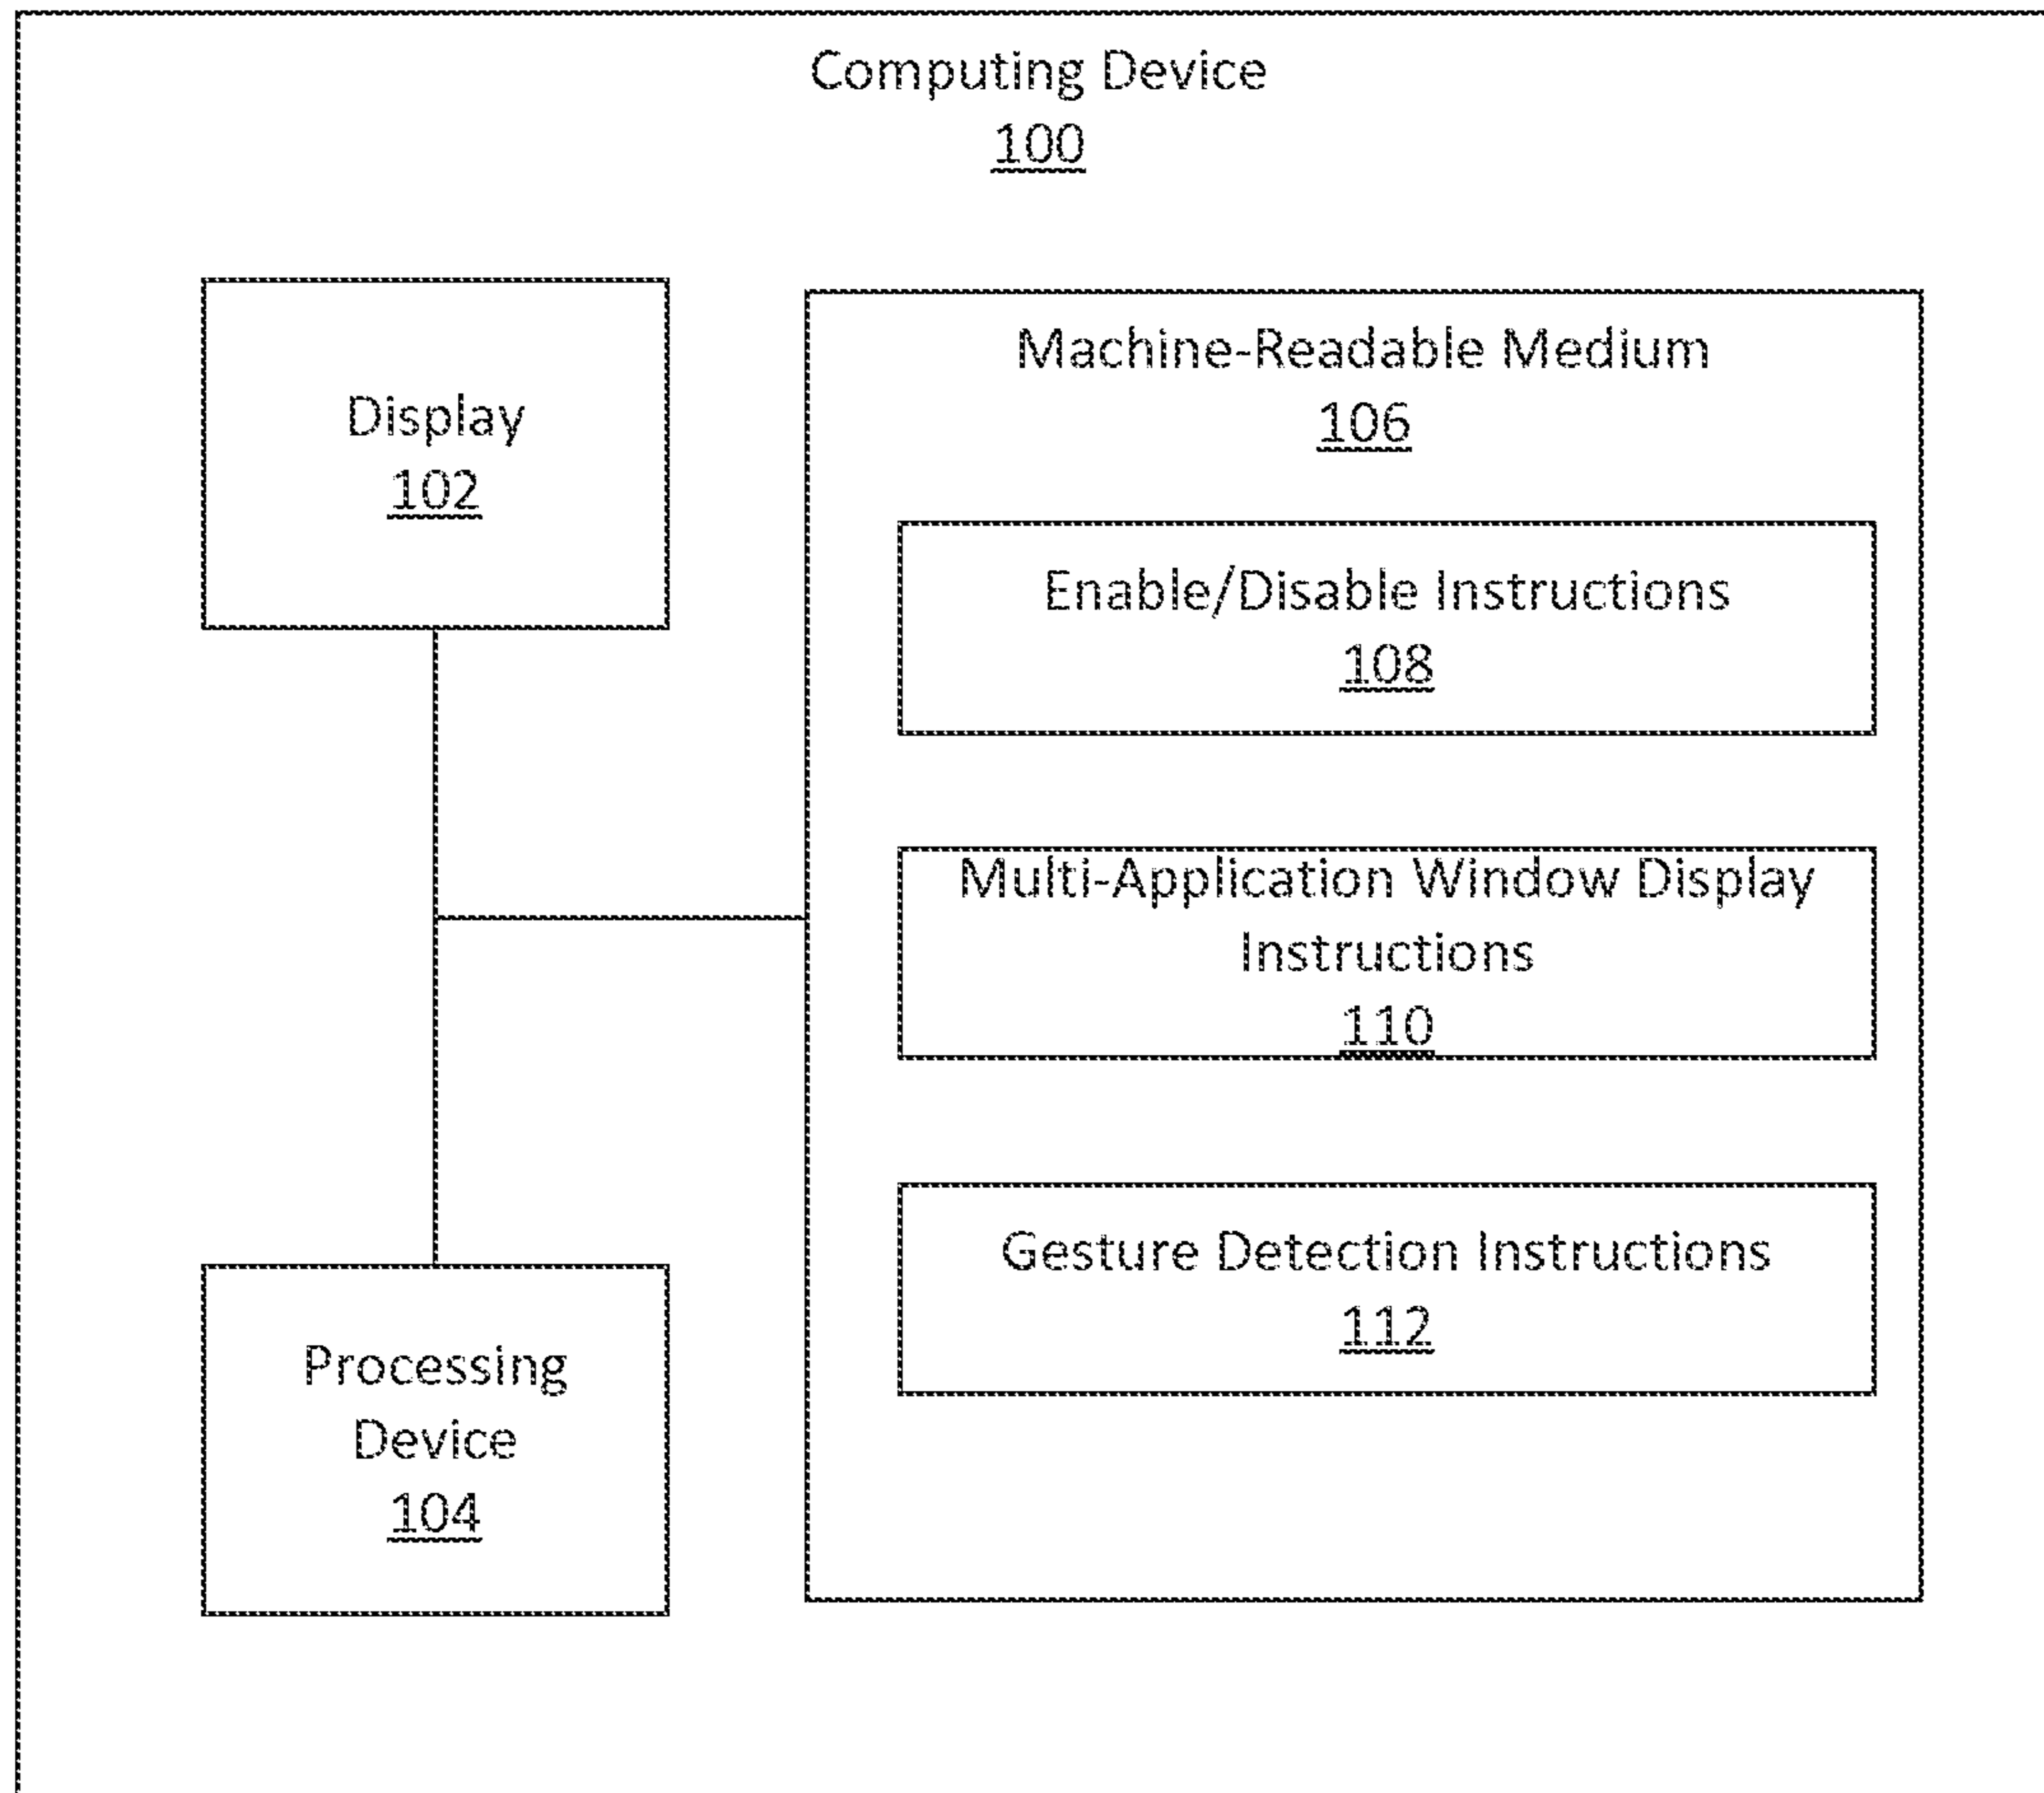 Computing Device
100
Display
102
Machine-Readable Medium
106
Enable/Disable Instructions
108
Multi-Application Window Display
Instructions
110
Gesture Detection Instructions
112
Processing
Device
104